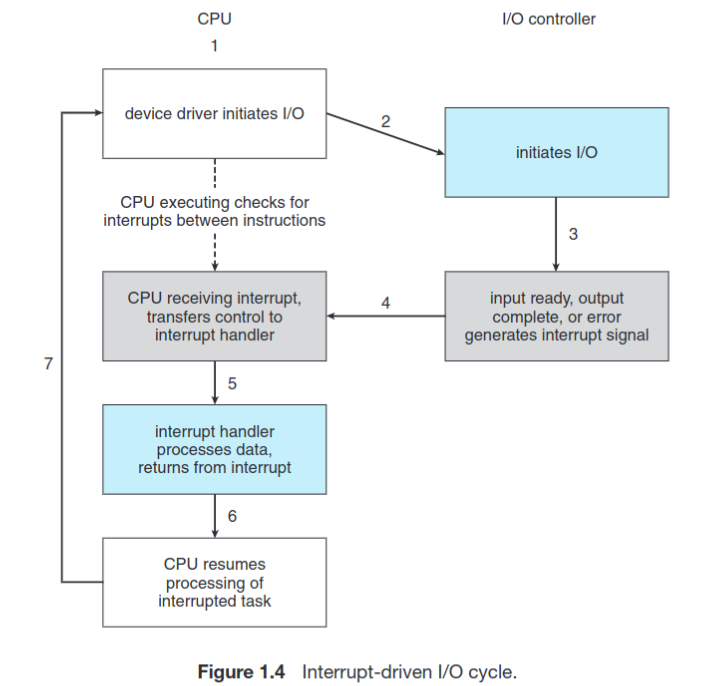 CPU
I/O controller
1
device driver initiates I/O
2
initiates I/O
CPU executing checks for
interrupts between instructions
3
CPU receiving interrupt,
transfers control to
interrupt handler
4
input ready, output
complete, or error
generates interrupt signal
7
5
interrupt handler
processes data,
returns from interrupt
6
CPU resumes
processing of
interrupted task
Figure 1.4 Interrupt-driven I/O cycle.